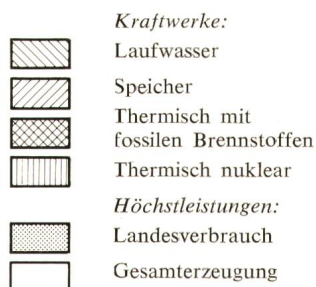 Kraftwerke:
Laufwasser
Speicher
Thermisch mit
fossilen Brennstoffen
Thermisch nuklear
Höchstleistungen:
Landesverbrauch
Gesamterzeugung